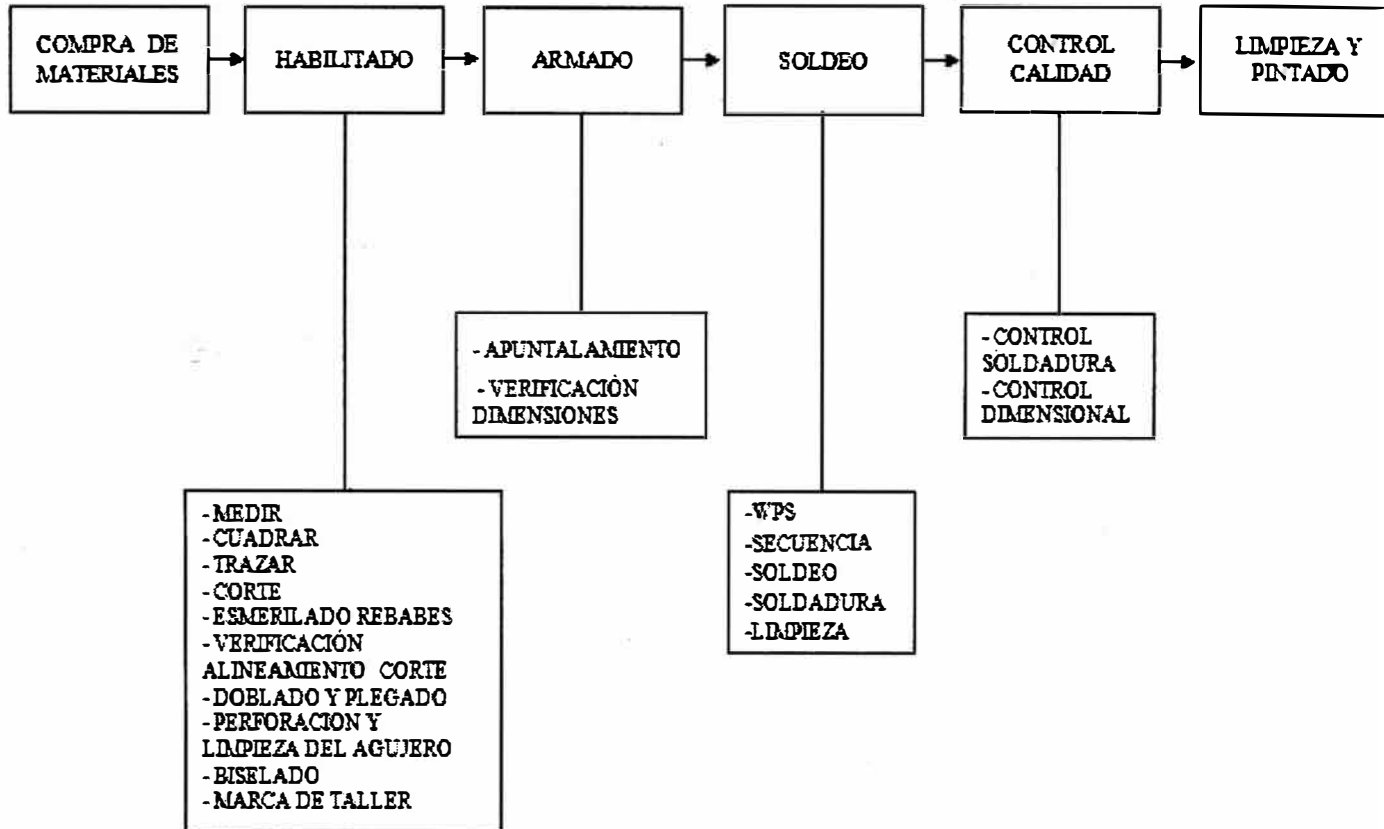 COMPRA DE
MATERIALES
HABILITADO
ARMADO
SOLDEO
CONTROL
CALIDAD
LIMPIEZA Y
PINTADO
-APUNTALAMIENTO
-VERIFICACIÓN
DIMENSIONES
-CONTROL
SOLDADURA
-CONTROL
DIMENSIONAL
-MEDIR
-CUADRAR
-TRAZAR
-CORTE
-ESMERILADO REBABES
-VERIFICACIÓN
ALINEAMIENTO CORTE
-DOBLADO Y PLEGADO
-PERFORACION Y
LIMPIEZA DEL AGUJERO
-BISELADO
-MARCA DE TALLER
-WPS
-SECUENCIA
-SOLDEO
-SOLDADURA
-LIMPIEZA